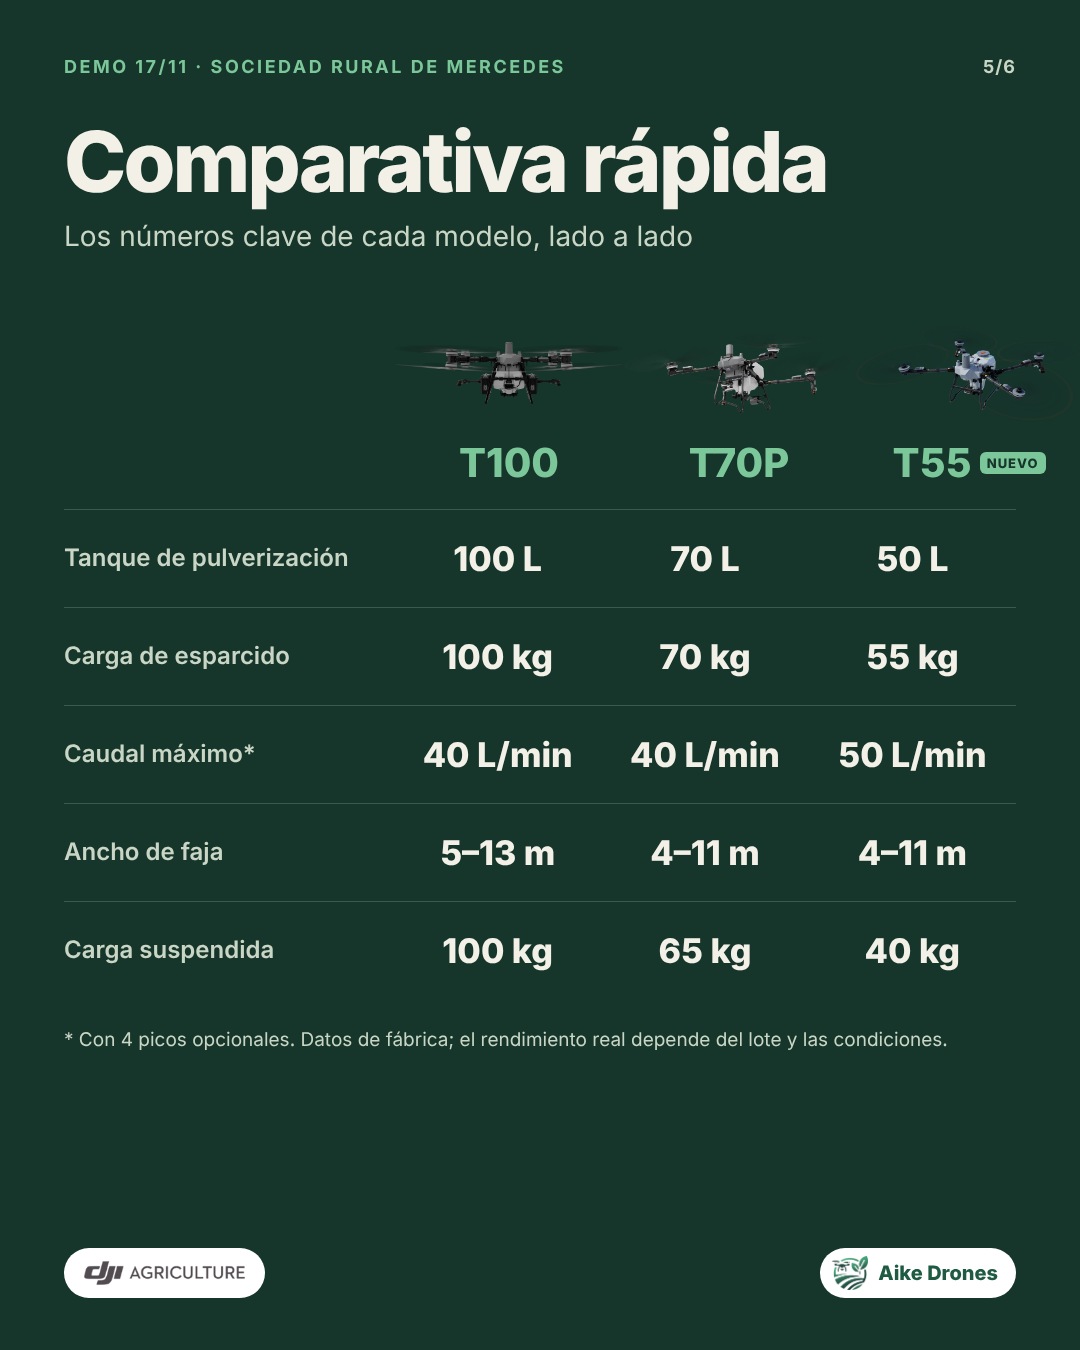 DEMO 17/11 · SOCIEDAD RURAL DE MERCEDES
5/6
Comparativa rápida
Los números clave de cada modelo, lado a lado
T100 T70P T55 NUEVO
Tanque de pulverización 100 L 70 L 50 L
Carga de esparcido 100 kg 70 kg 55 kg
Caudal máximo* 40 L/min 40 L/min 50 L/min
Ancho de faja 5–13 m 4–11 m 4–11 m
Carga suspendida 100 kg 65 kg 40 kg
* Con 4 picos opcionales. Datos de fábrica; el rendimiento real depende del lote y las condiciones.
dji AGRICULTURE
Aike Drones